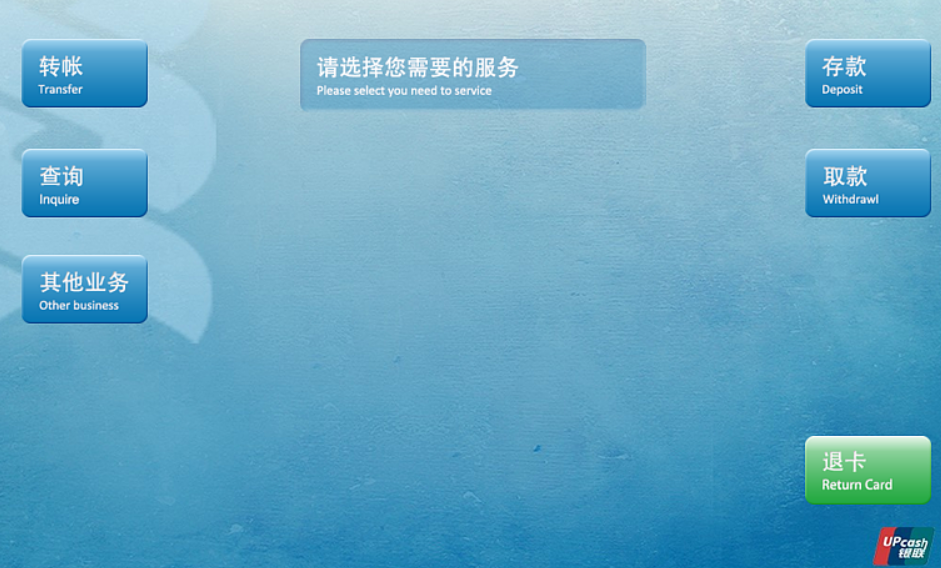 转帐
Transfer
请选择您需要的服务
Please select you need to service
存款
Deposit
查询
Inquire
取款
Withdrawl
其他业务
Other business
退卡
Return Card
UPcash
银联